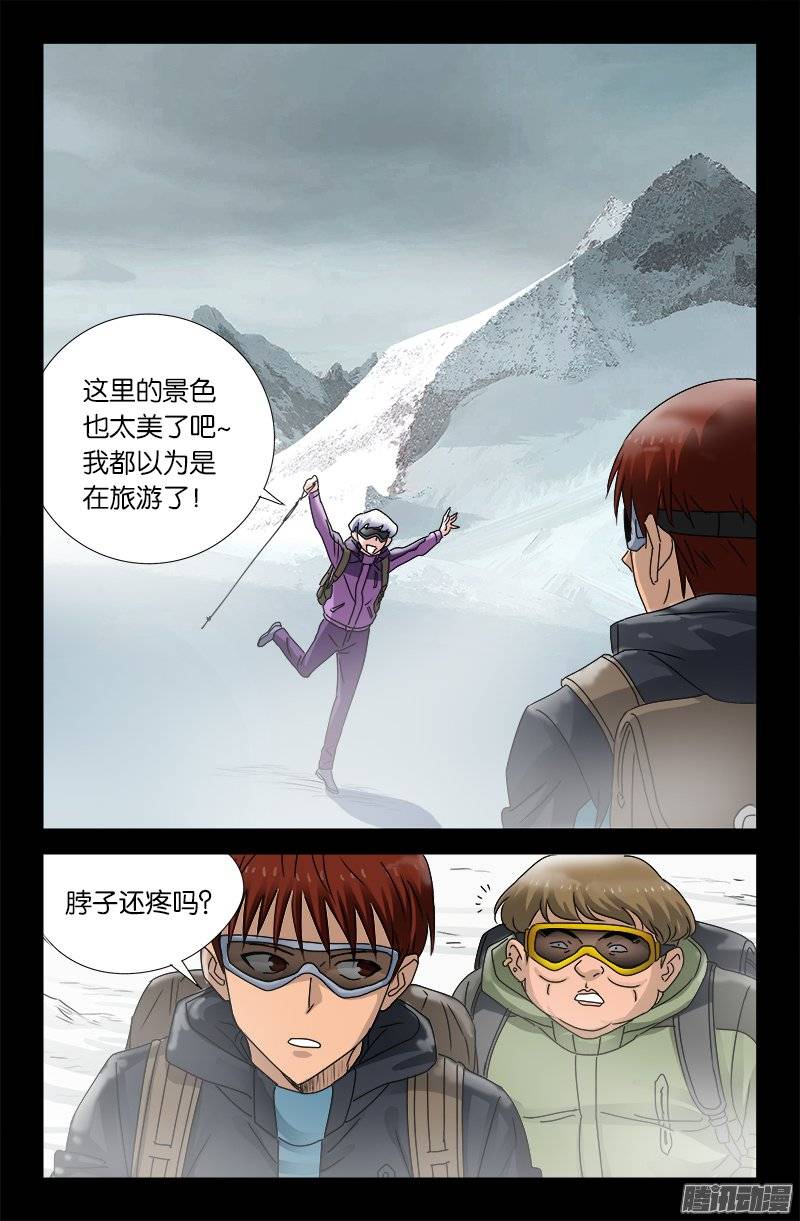 这里的景色
也太美了吧~
我都以为是
在旅游了！
脖子还疼吗？
腾讯动漫